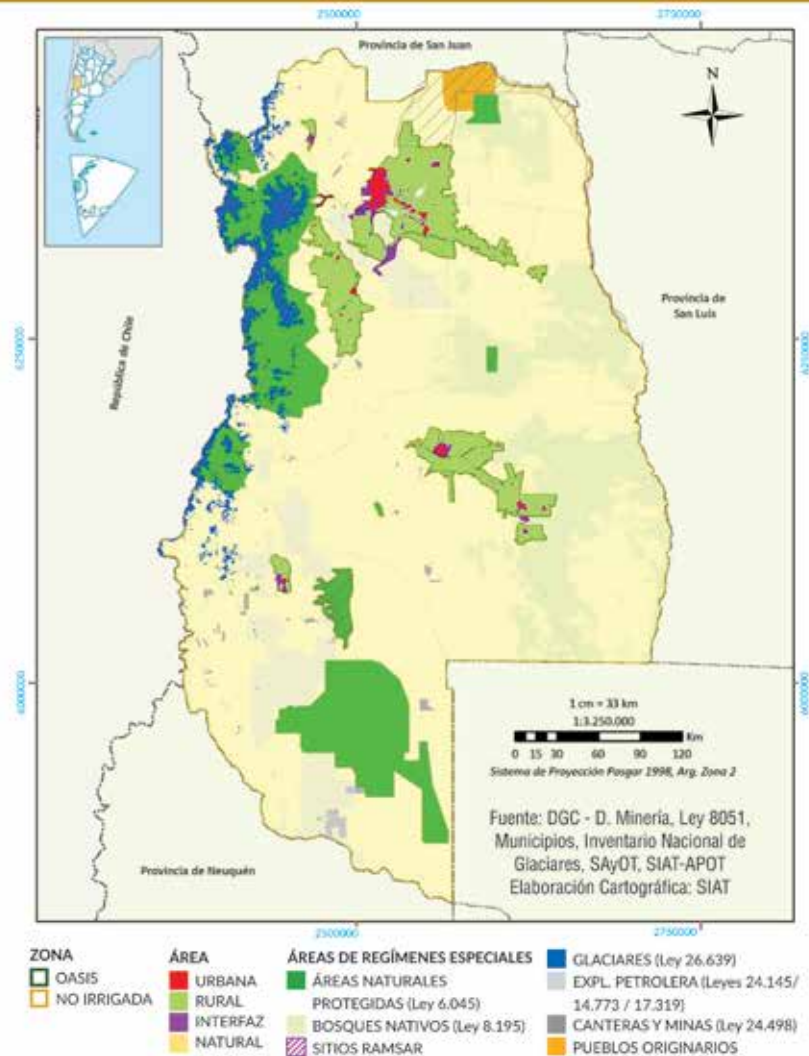 2500000 2750000
Provincia de San Juan
N
Provincia de
San Luis
República de Chile
6250000 6250000
6000000 6000000
1 cm = 33 km
1:3.250.000
Km
0 15 30 60 90 120
Sistema de Proyección Posgar 1998, Arg. Zona 2
Fuente: DGC - D. Minería, Ley 8051,
Municipios, Inventario Nacional de
Glaciares, SAyOT, SIAT-APOT
Elaboración Cartográfica: SIAT
Provincia de Neuquén
2500000 2750000
ZONA
OASIS
NO IRRIGADA
ÁREA
URBANA
RURAL
INTERFAZ
NATURAL
ÁREAS DE REGÍMENES ESPECIALES
ÁREAS NATURALES
PROTEGIDAS (Ley 6.045)
BOSQUES NATIVOS (Ley 8.195)
SITIOS RAMSAR
GLACIARES (Ley 26.639)
EXPL. PETROLERA (Leyes 24.145/
14.773 / 17.319)
CANTERAS Y MINAS (Ley 24.498)
PUEBLOS ORIGINARIOS